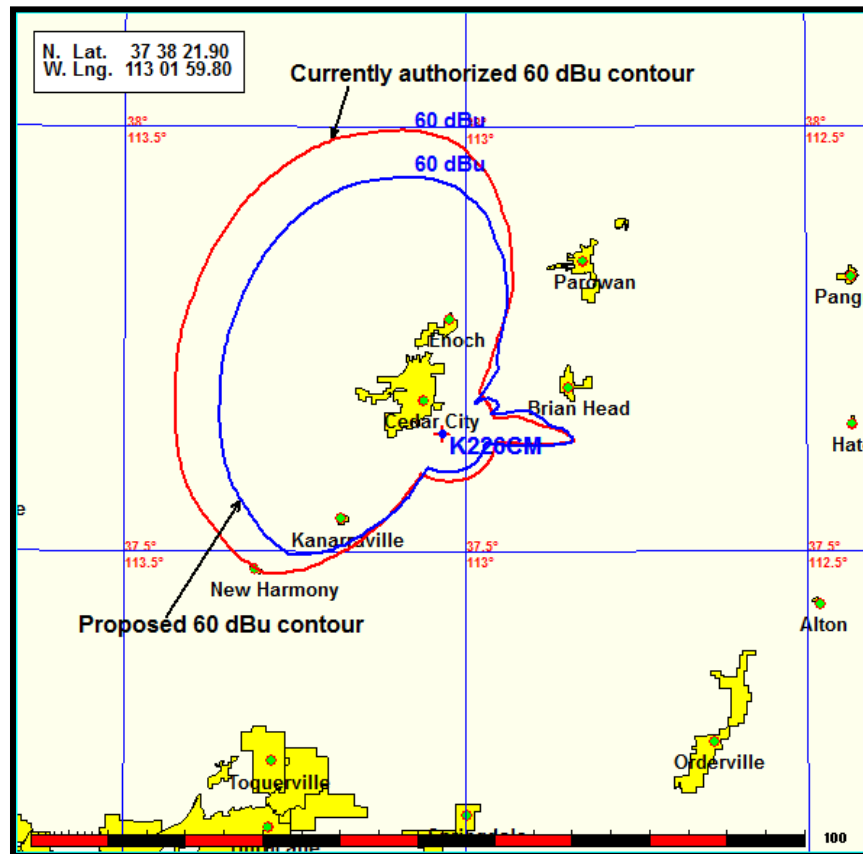 N. Lat. 37 38 21.90
W. Lng. 113 01 59.80
Currently authorized 60 dBu contour
60 dBu
38°
113.5°
38°
113°
38°
112.5°
60 dBu
Parowan
Pang
Enoch
Brian Head
Cedar City
K226CM
Hat
e
Kanarraville
37.5°
113.5°
37.5°
113°
37.5°
112.5°
New Harmony
Proposed 60 dBu contour
Alton
Orderville
Toquerville
100